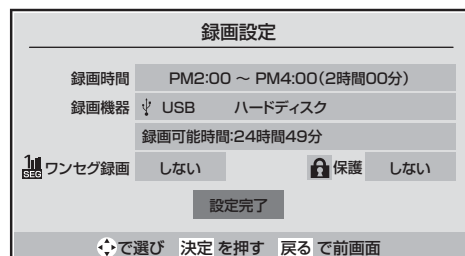 録画設定
録画時間 PM2:00 ~ PM4:00(2時間00分)
録画機器 USB ハードディスク
録画可能時間:24時間49分
1 SEG ワンセグ録画 しない 保護 しない
設定完了
で選び 決定 を押す 戻る で前画面